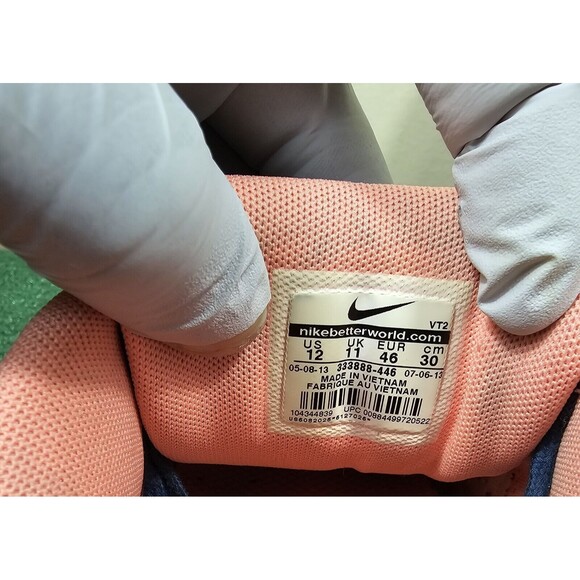 VT2
nikebetterworld.com
US UK EUR cm
12 11 46 30
05-08-13 333888-446 07-06-13
MADE IN VIETNAM
FABRIQUE AU VIETNAM
104344839 UPC 00884499720522